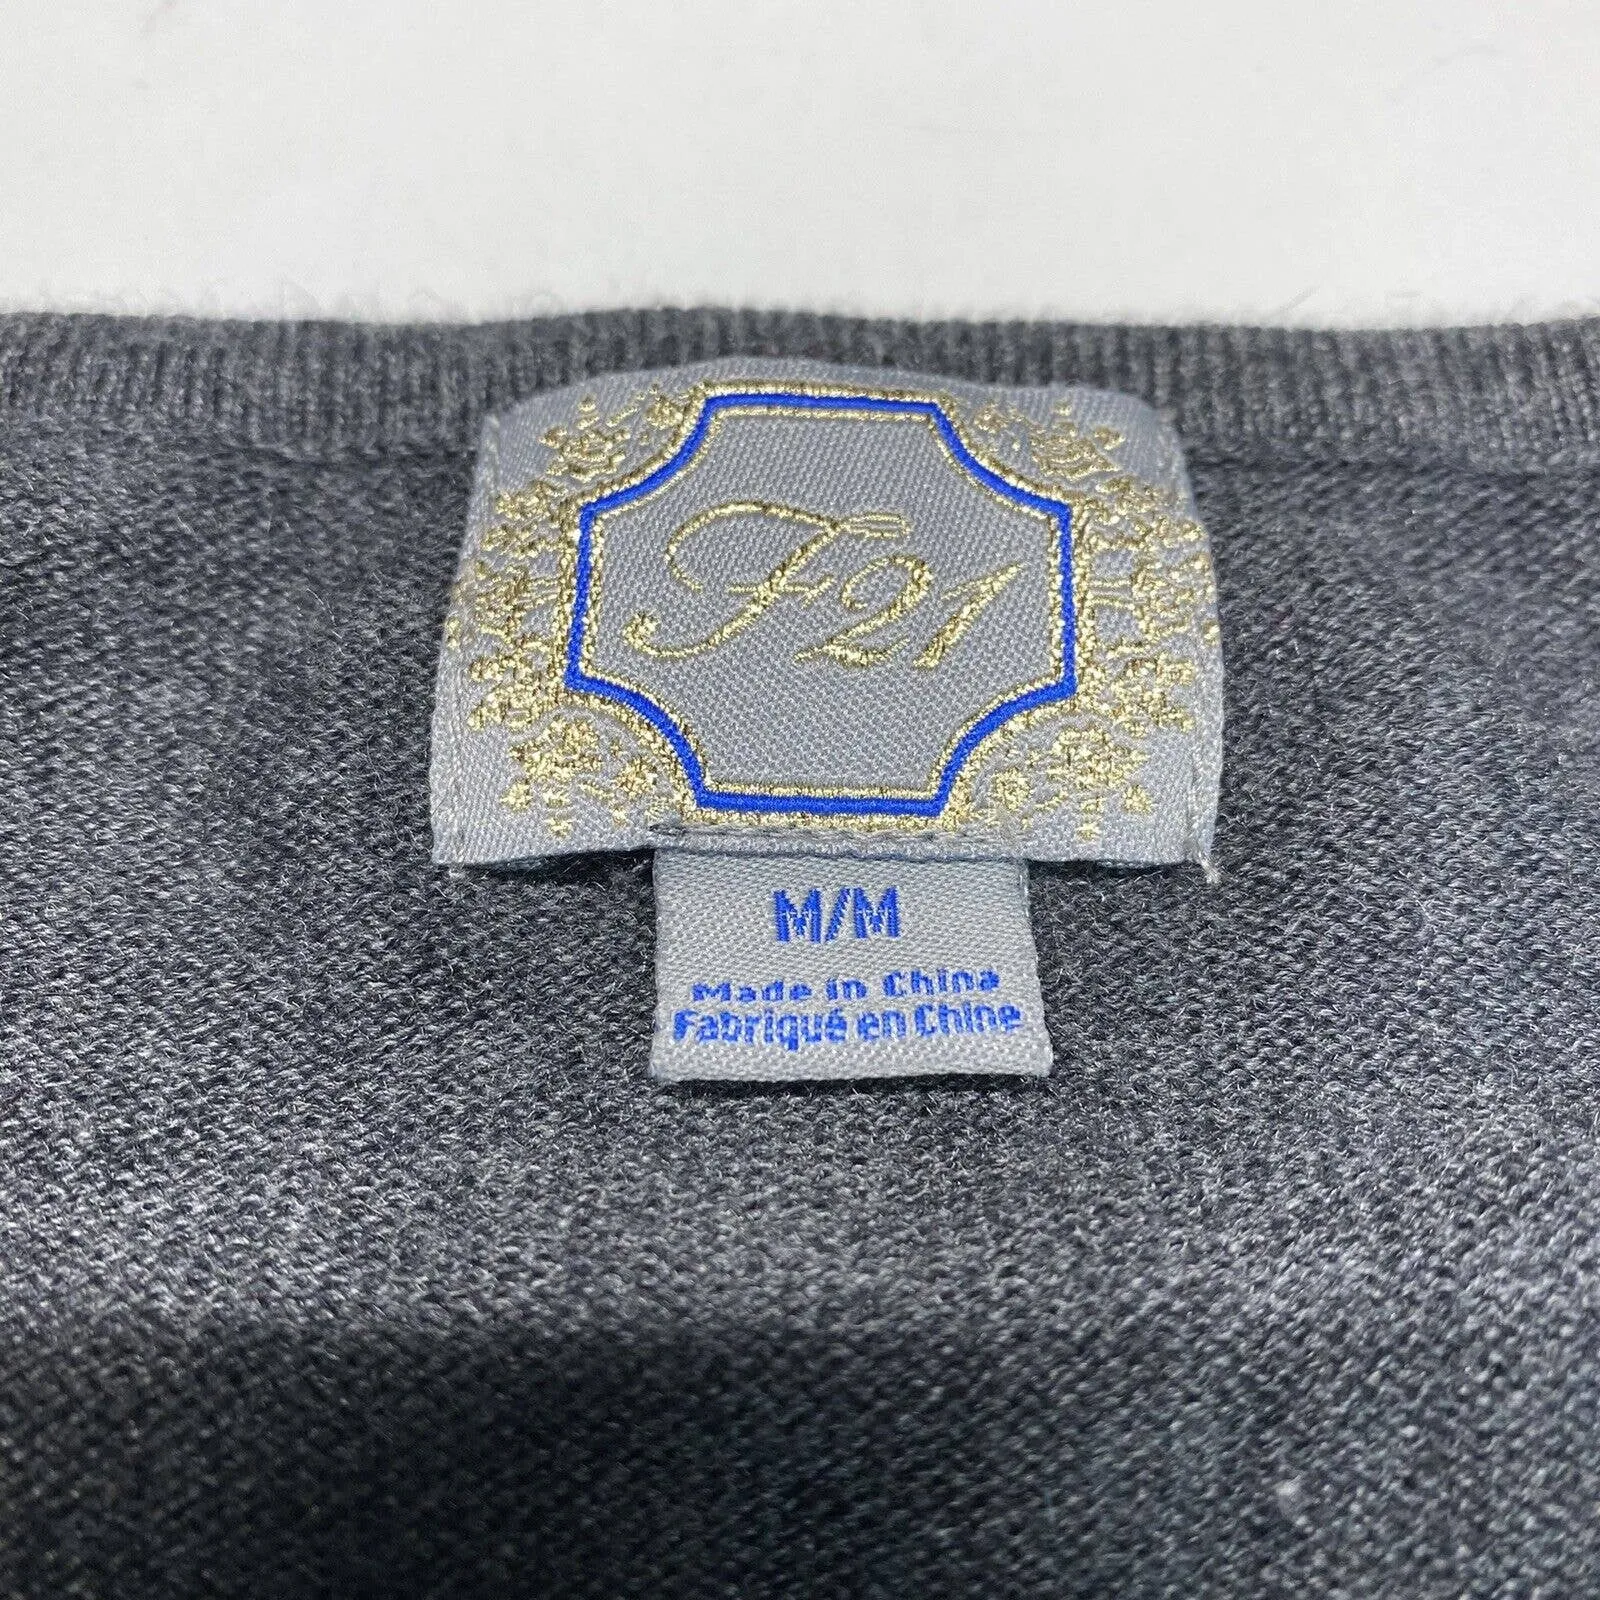 F21
M/M
Made in China
Fabriqué en Chine